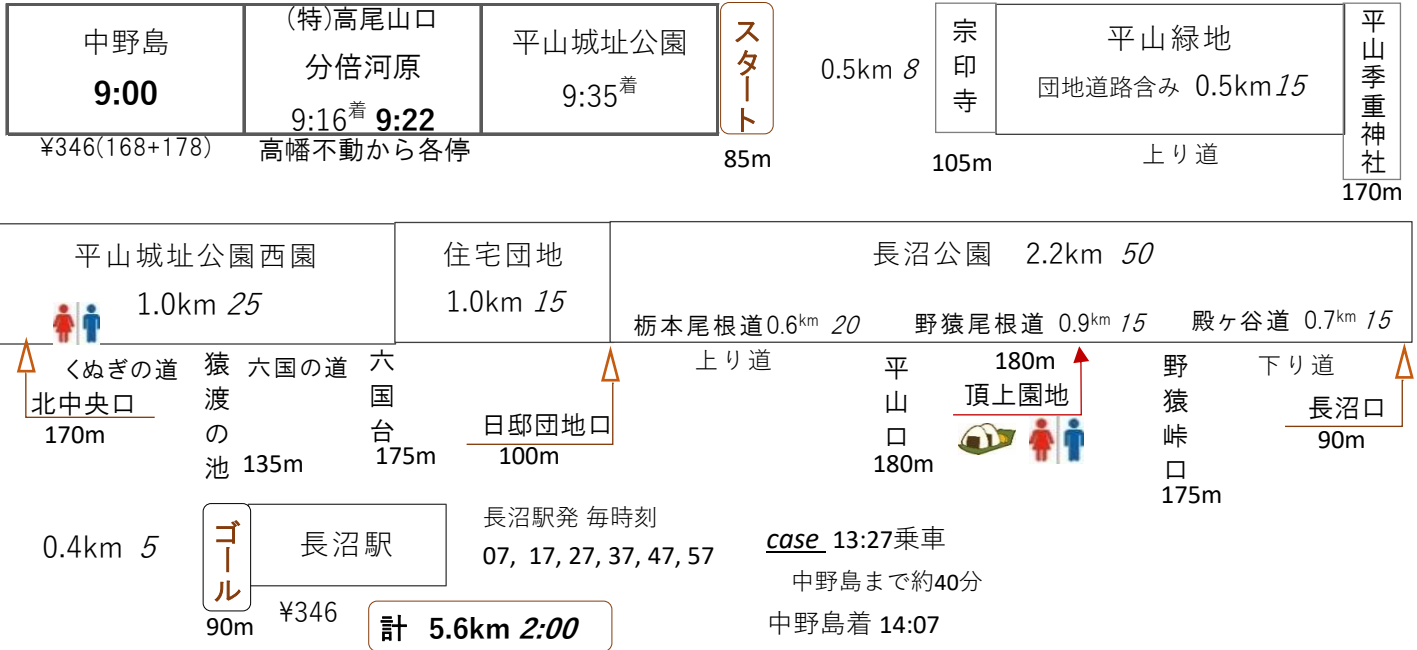 中野島
9:00
(特)高尾山口
分倍河原
9:16着 9:22
平山城址公園
9:35着
¥346(168+178)
高幡不動から各停
スタート
85m
0.5km 8
宗印寺
105m
平山緑地
団地道路含み 0.5km 15
上り道
平山季重神社
170m
平山城址公園西園
1.0km 25
住宅団地
1.0km 15
長沼公園 2.2km 50
栃本尾根道0.6km 20
野猿尾根道 0.9km 15
殿ヶ谷道 0.7km 15
くぬぎの道
北中央口
170m
猿渡の池
135m
六国の道
六国台
175m
日邸団地口
100m
上り道
平山口
180m
180m
頂上園地
野猿峠口
175m
下り道
長沼口
90m
0.4km 5
ゴール
90m
長沼駅
¥346
計 5.6km 2:00
長沼駅発 毎時刻
07, 17, 27, 37, 47, 57
case 13:27乗車
中野島まで約40分
中野島着 14:07